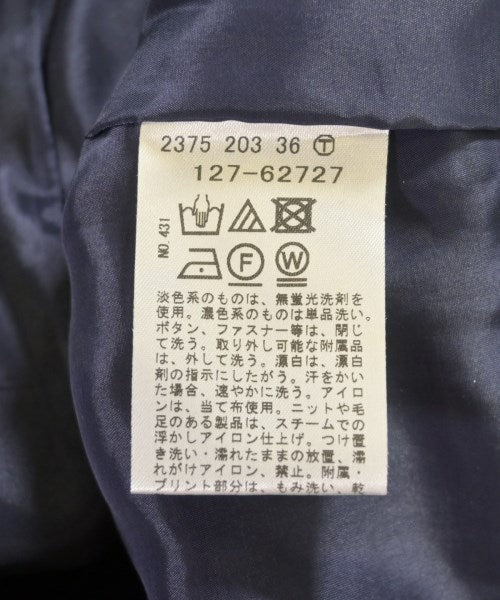 2375 203 36 Ⓣ
127-62727
NO. 431
F
W
淡色系のものは、無蛍光洗剤を
使用。濃色系のものは単品洗い。
ボタン、ファスナー等は、閉じ
て洗う。取り外し可能な附属品
は、外して洗う。漂白は、漂白
剤の指示にしたがう。汗をかい
た場合、速やかに洗う。アイロ
ンは、当て布使用。ニットや毛
足のある製品は、スチームでの
浮かしアイロン仕上げ。つけ置
き洗い・濡れたままの放置、濡
れがけアイロン、禁止。附属・
プリント部分は、もみ洗い、乾